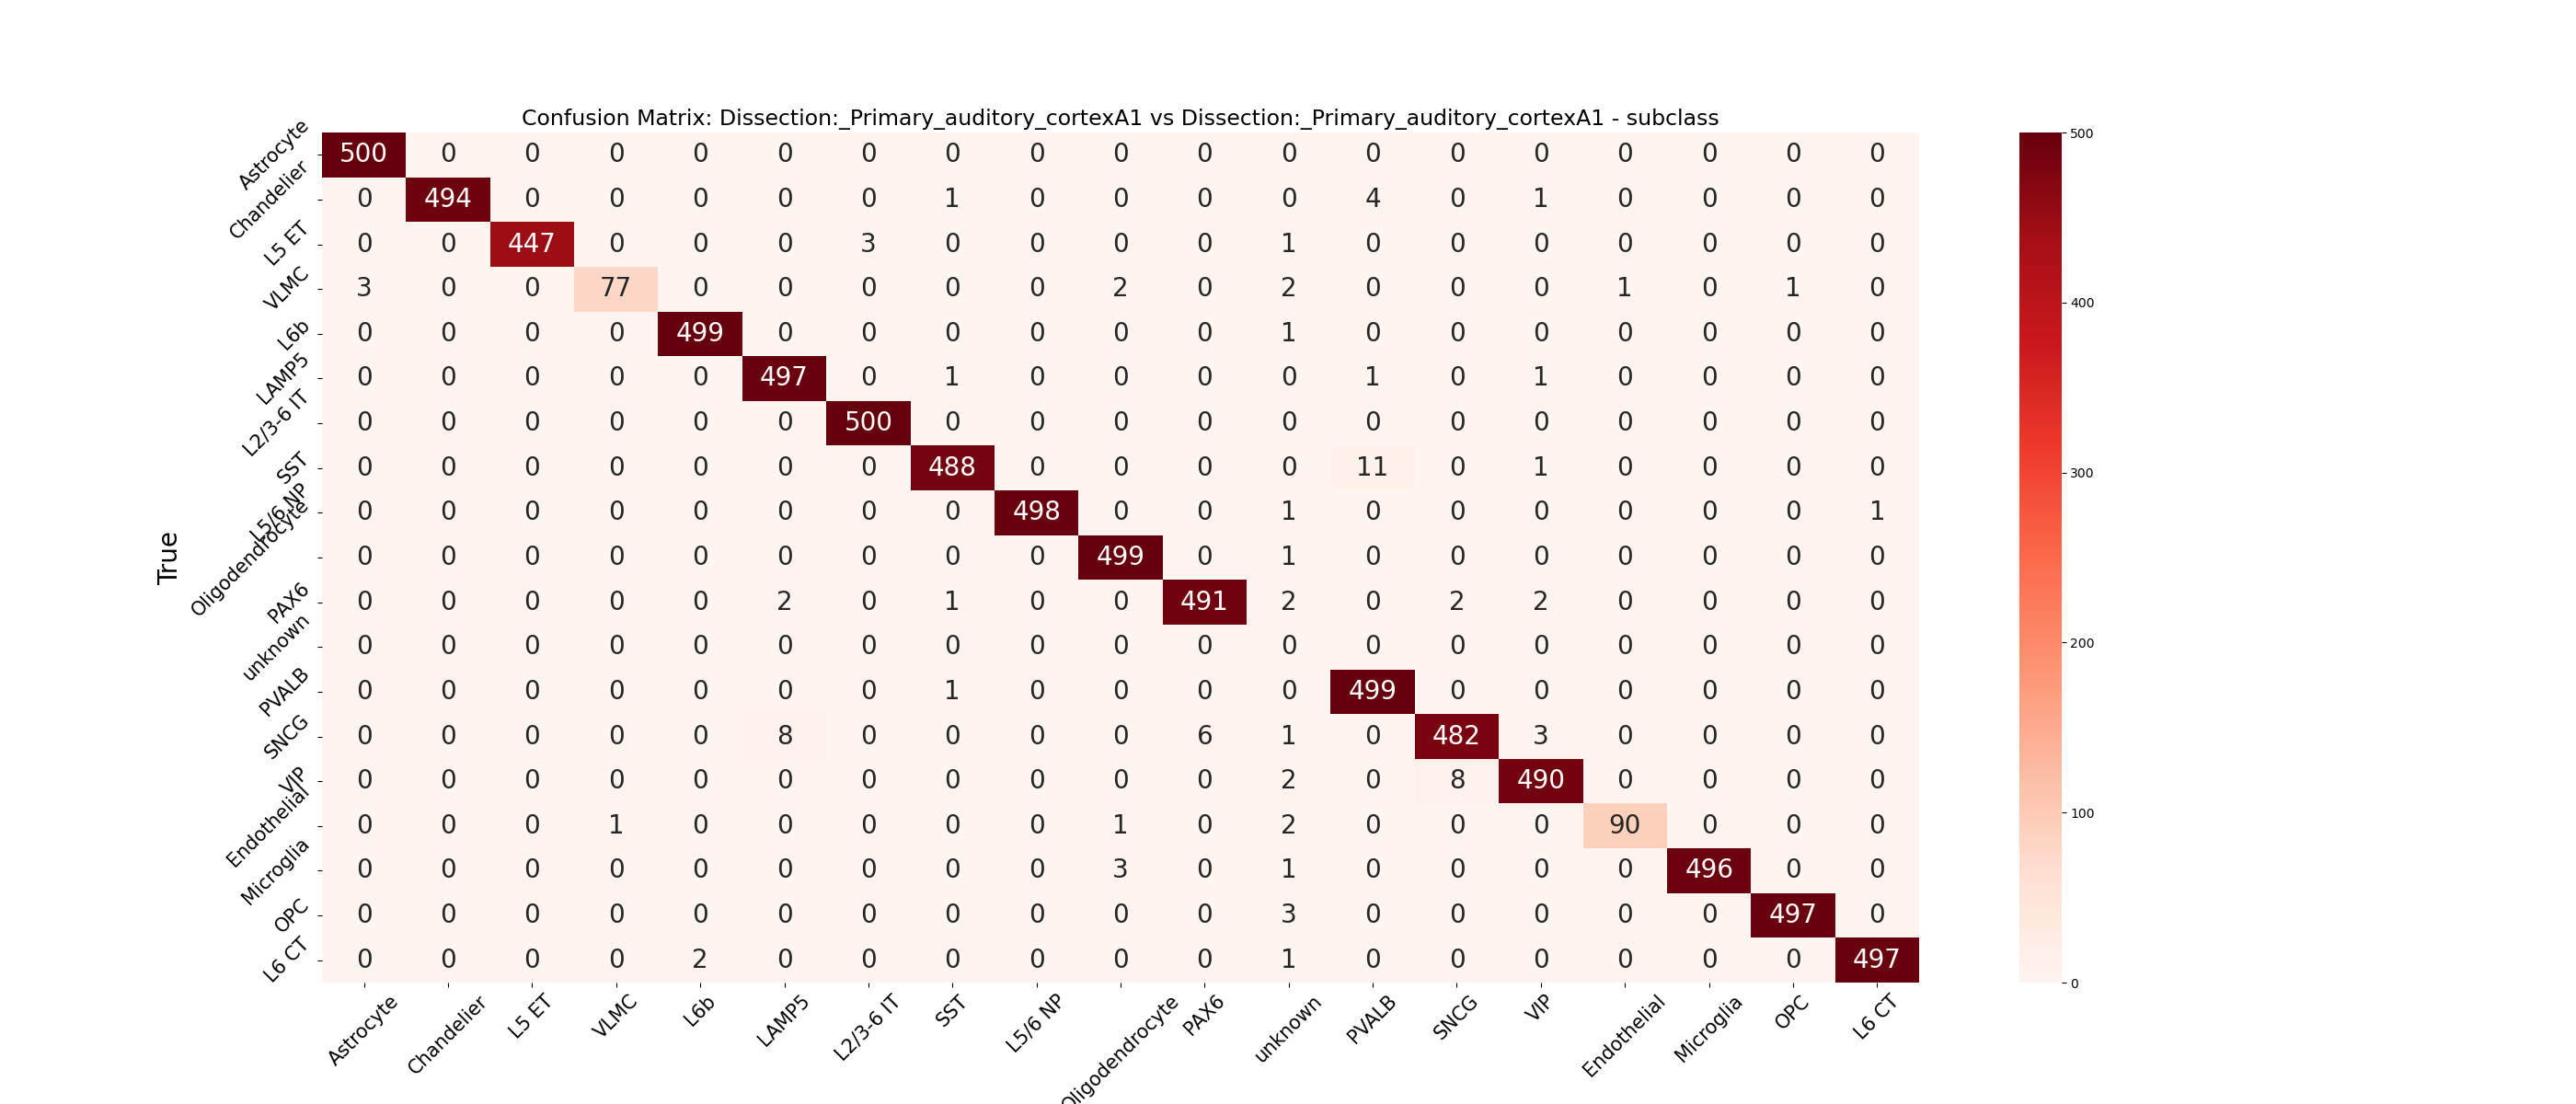 Confusion Matrix: Dissection:_Primary_auditory_cortexA1 vs Dissection:_Primary_auditory_cortexA1 - subclass
True
Astrocyte 500 0 0 0 0 0 0 0 0 0 0 0 0 0 0 0 0 0 0
Chandelier 0 494 0 0 0 0 0 1 0 0 0 0 4 0 1 0 0 0 0
L5 ET 0 0 447 0 0 0 3 0 0 0 0 1 0 0 0 0 0 0 0
VLMC 3 0 0 77 0 0 0 0 0 2 0 2 0 0 0 1 0 1 0
L6b 0 0 0 0 499 0 0 0 0 0 0 1 0 0 0 0 0 0 0
LAMP5 0 0 0 0 0 497 0 1 0 0 0 0 1 0 1 0 0 0 0
L2/3-6 IT 0 0 0 0 0 0 500 0 0 0 0 0 0 0 0 0 0 0 0
SST 0 0 0 0 0 0 0 488 0 0 0 0 11 0 1 0 0 0 0
L5/6 NP 0 0 0 0 0 0 0 0 498 0 0 1 0 0 0 0 0 0 1
Oligodendrocyte 0 0 0 0 0 0 0 0 0 499 0 1 0 0 0 0 0 0 0
PAX6 0 0 0 0 0 2 0 1 0 0 491 2 0 2 2 0 0 0 0
unknown 0 0 0 0 0 0 0 0 0 0 0 0 0 0 0 0 0 0 0
PVALB 0 0 0 0 0 0 0 1 0 0 0 0 499 0 0 0 0 0 0
SNCG 0 0 0 0 0 8 0 0 0 0 6 1 0 482 3 0 0 0 0
VIP 0 0 0 0 0 0 0 0 0 0 0 2 0 8 490 0 0 0 0
Endothelial 0 0 0 1 0 0 0 0 0 1 0 2 0 0 0 90 0 0 0
Microglia 0 0 0 0 0 0 0 0 0 3 0 1 0 0 0 0 496 0 0
OPC 0 0 0 0 0 0 0 0 0 0 0 3 0 0 0 0 0 497 0
L6 CT 0 0 0 0 2 0 0 0 0 0 0 1 0 0 0 0 0 0 497
Astrocyte Chandelier L5 ET VLMC L6b LAMP5 L2/3-6 IT SST L5/6 NP Oligodendrocyte PAX6 unknown PVALB SNCG VIP Endothelial Microglia OPC L6 CT
500
400
300
200
100
0